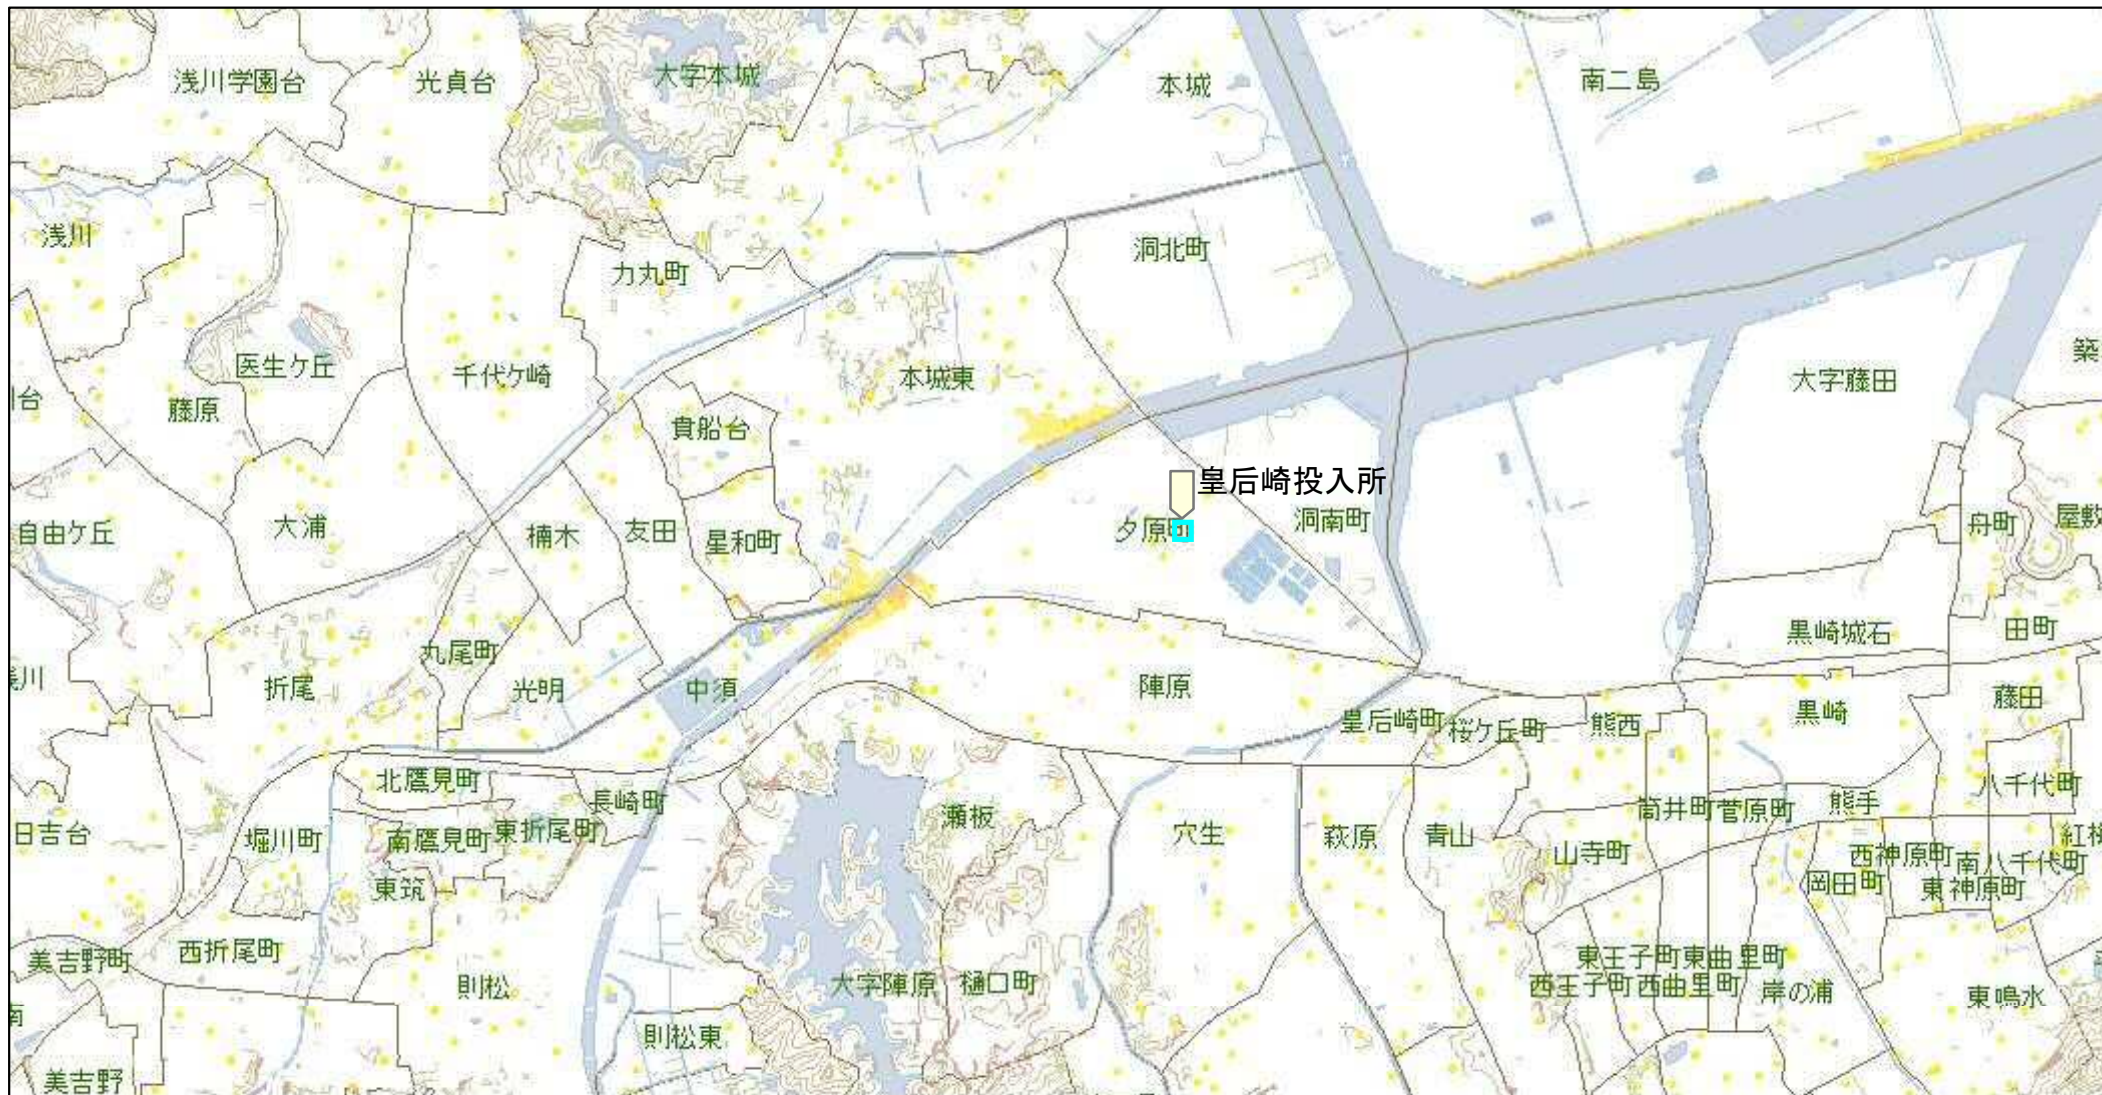 浅川学園台
光貞台
大字本城
本城
南二島
浅川
力丸町
洞北町
医生ケ丘
千代ケ崎
本城東
大字藤田
築
川台
藤原
貴船台
皇后崎投入所
自由ケ丘
大浦
楠木
友田
星和町
夕原町
洞南町
舟町
屋敷
黒崎城石
田町
浅川
折尾
丸尾町
光明
中須
陣原
皇后崎町
桜ケ丘町
熊西
黒崎
藤田
北鷹見町
長崎町
八千代町
日吉台
堀川町
南鷹見町
東折尾町
瀬板
穴生
萩原
青山
山寺町
筒井町
菅原町
熊手
西神原町
南八千代町
紅梅
東筑
岡田町
東神原町
美吉野町
西折尾町
則松
大字陣原
樋口町
東王子町
東曲里町
西王子町
西曲里町
岸の浦
東鳴水
南
則松東
美吉野